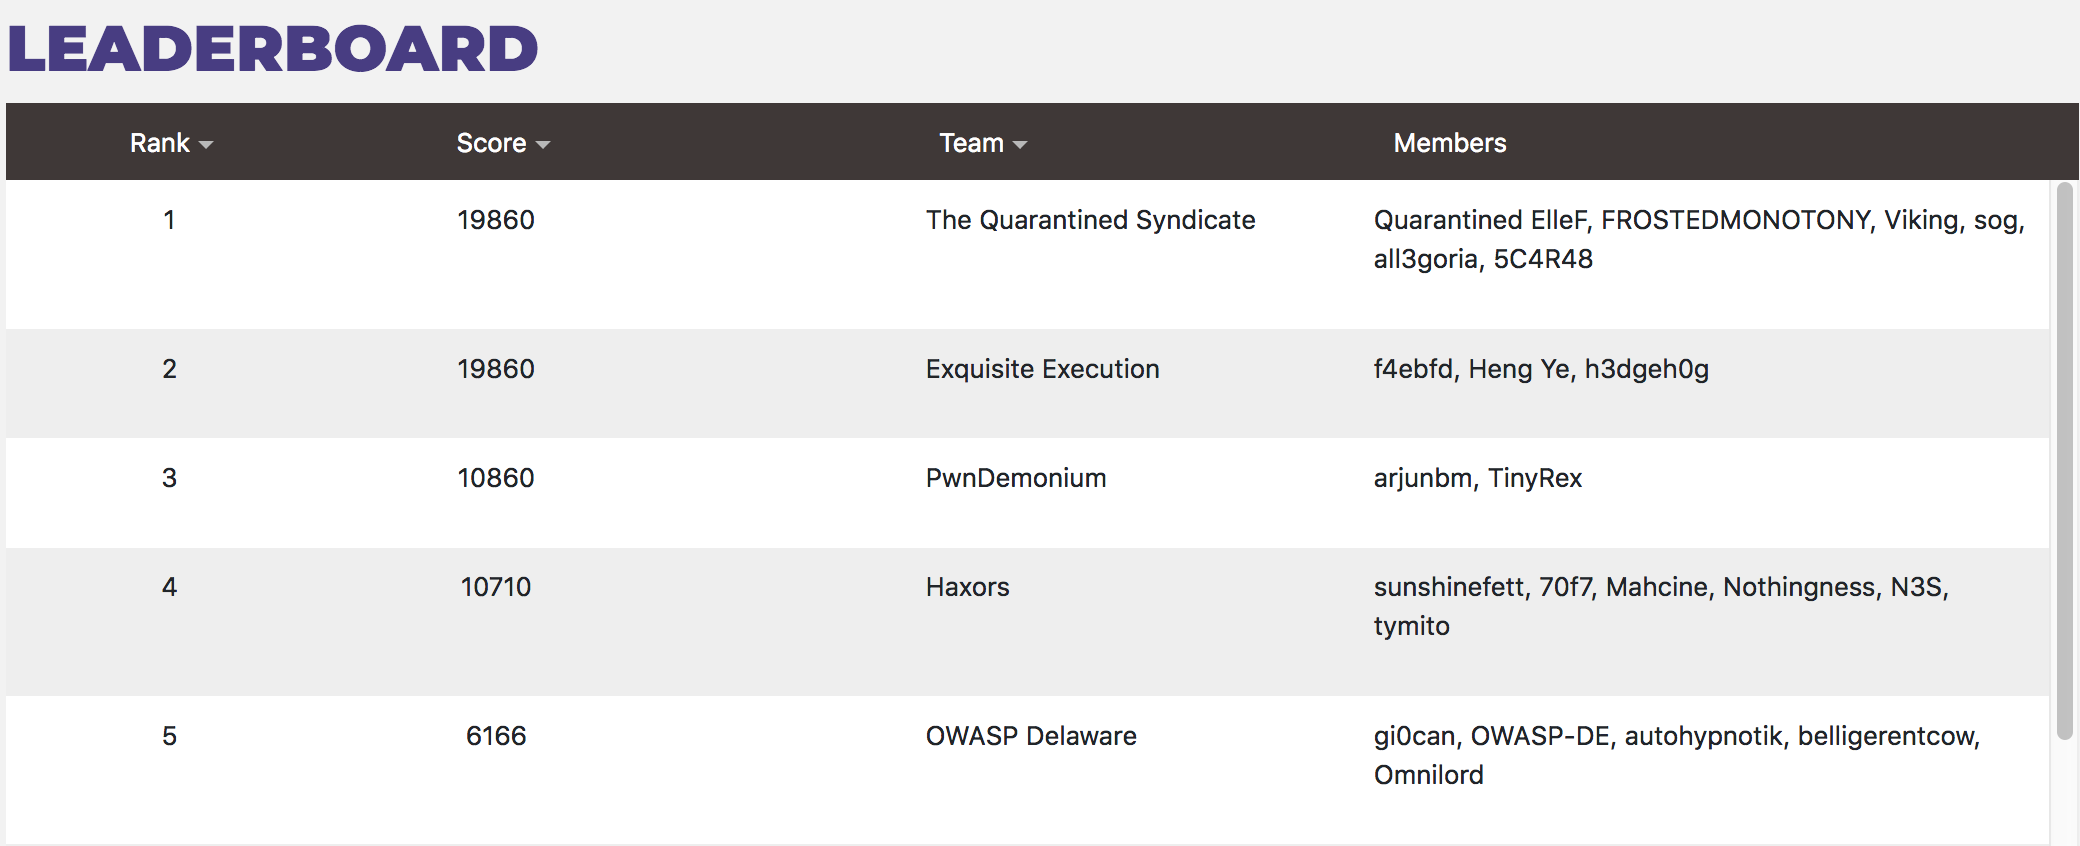 LEADERBOARD
Rank Score Team Members
1 19860 The Quarantined Syndicate Quarantined ElleF, FROSTEDMONOTONY, Viking, sog,
all3goria, 5C4R48
2 19860 Exquisite Execution f4ebfd, Heng Ye, h3dgeh0g
3 10860 PwnDemonium arjunbm, TinyRex
4 10710 Haxors sunshinefett, 70f7, Mahcine, Nothingness, N3S,
tymito
5 6166 OWASP Delaware gi0can, OWASP-DE, autohypnotik, belligerentcow,
Omnilord